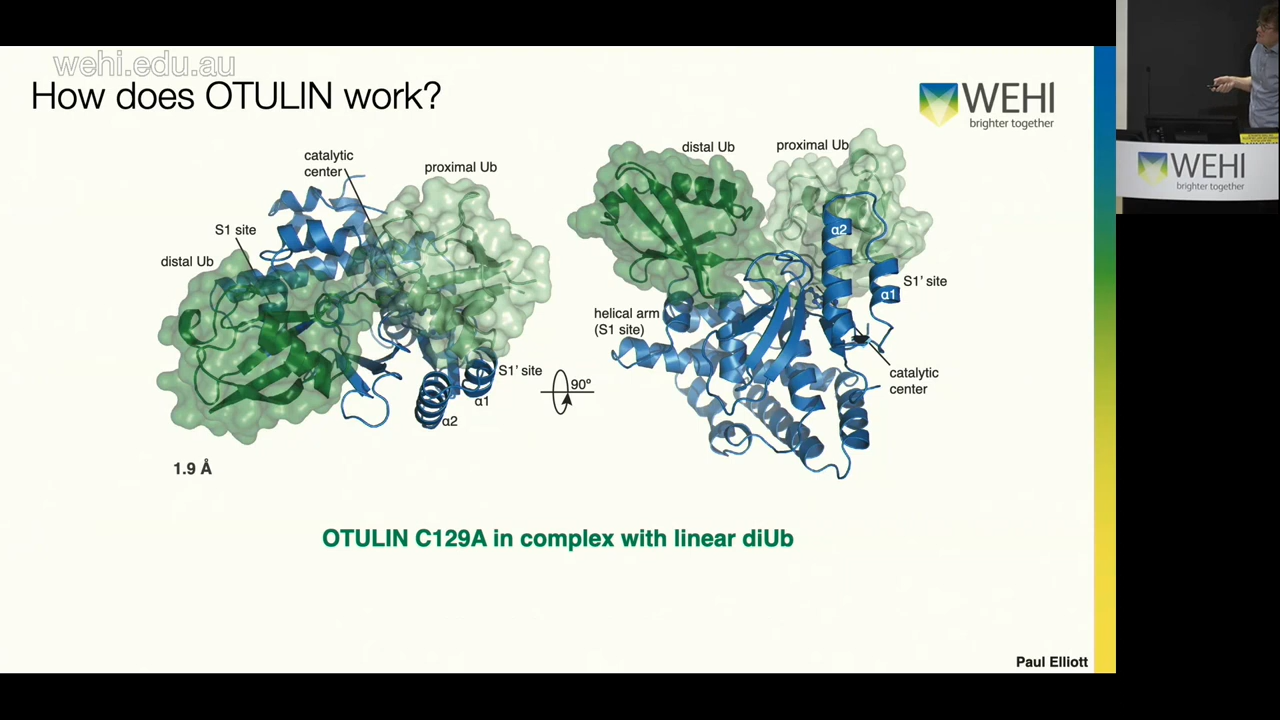 wehi.edu.au
How does OTULIN work?
WEHI
brighter together
catalytic
center
proximal Ub
S1 site
distal Ub
S1' site
α1
α2
1.9 Å
90º
distal Ub
proximal Ub
α2
S1' site
α1
helical arm
(S1 site)
catalytic
center
OTULIN C129A in complex with linear diUb
Paul Elliott
WEHI
brighter together